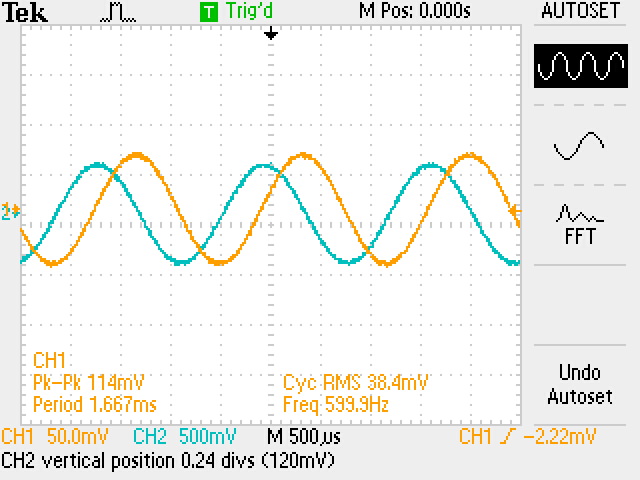 Tek T Trig'd M Pos: 0.000s AUTOSET
2
FFT
CH1
Pk-Pk 114mV Cyc RMS 38.4mV
Period 1.667ms Freq 599.9Hz
Undo
Autoset
CH1 50.0mV CH2 500mV M 500µs CH1 -2.22mV
CH2 vertical position 0.24 divs (120mV)